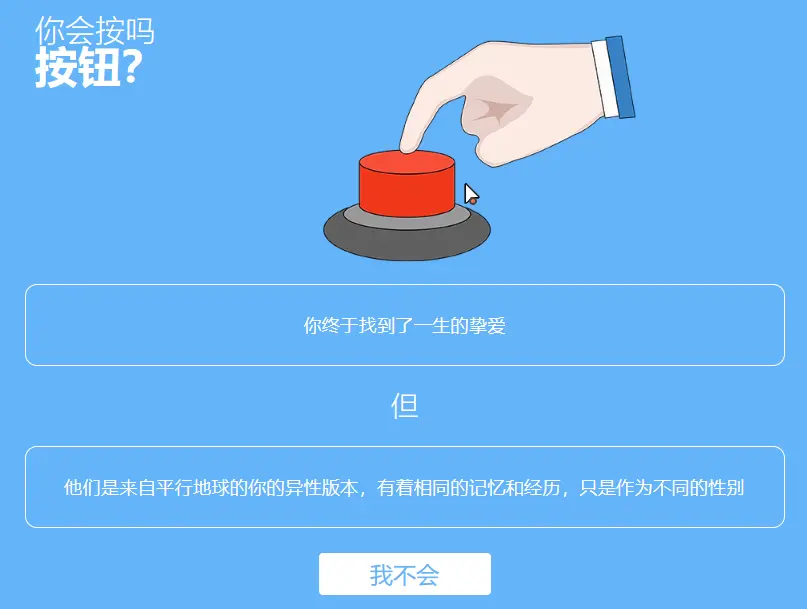 你会按吗
按钮？
你终于找到了一生的挚爱
但
他们是来自平行地球的你的异性版本，有着相同的记忆和经历，只是作为不同的性别
我不会